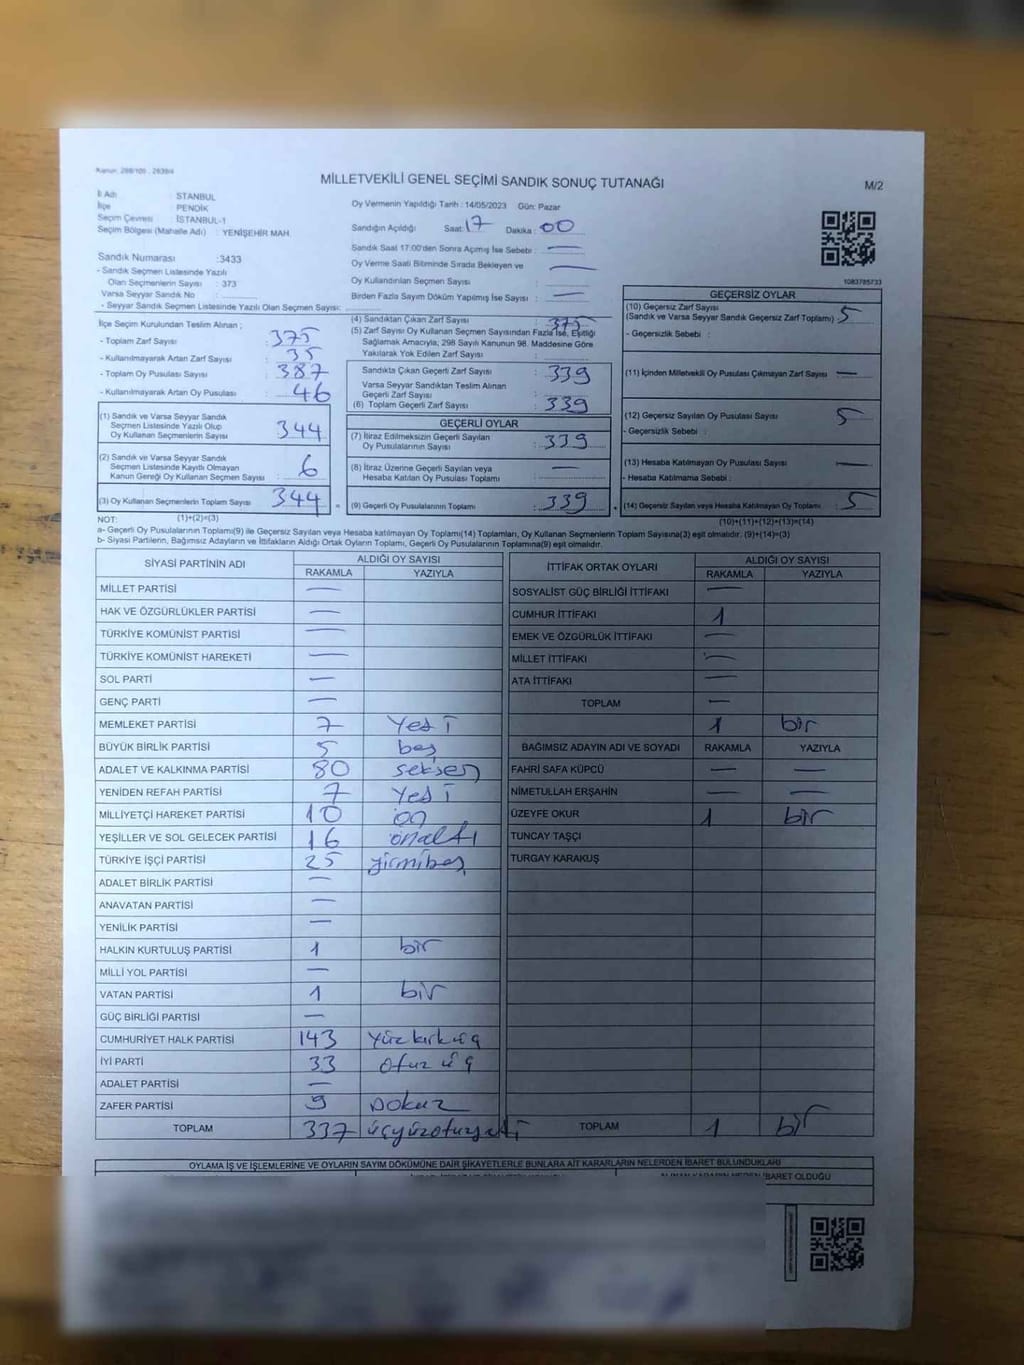 MİLLETVEKİLİ GENEL SEÇİMİ SANDIK SONUÇ TUTANAĞI
M/2
İl Adı : STANBUL
İlçe : PENDİK
Seçim Çevresi : İSTANBUL-1
Seçim Bölgesi (Mahalle Adı) : YENİŞEHİR MAH.
Sandık Numarası :3433
- Sandık Seçmen Listesinde Yazılı
Olan Seçmenlerin Sayısı : 373
Varsa Seyyar Sandık No :
- Seyyar Sandık Seçmen Listesinde Yazılı Olan Seçmen Sayısı:
Oy Vermenin Yapıldığı Tarih : 14/05/2023 Gün: Pazar
Sandığın Açıldığı Saat: 17 Dakika : 00
Sandık Saat 17:00'den Sonra Açımış İse Sebebi : —
Oy Verme Saati Bitiminde Sırada Bekleyen ve
Oy Kullandırılan Seçmen Sayısı : —
Birden Fazla Sayım Döküm Yapılmış İse Sayısı : —
1083785733
İlçe Seçim Kurulundan Teslim Alınan ;
- Toplam Zarf Sayısı : 375
- Kullanılmayarak Artan Zarf Sayısı : 35
- Toplam Oy Pusulası Sayısı : 387
- Kullanılmayarak Artan Oy Pusulası Sayısı : 46
(1) Sandık ve Varsa Seyyar Sandık
Seçmen Listesinde Yazılı Olup
Oy Kullanan Seçmenlerin Sayısı : 344
(2) Sandık ve Varsa Seyyar Sandık
Seçmen Listesinde Kayıtlı Olmayan
Kanun Gereği Oy Kullanan Seçmen Sayısı : 6
(3) Oy Kullanan Seçmenlerin Toplam Sayısı : 344
(1)+(2)=(3)
(4) Sandıktan Çıkan Zarf Sayısı : 375
(5) Zarf Sayısı Oy Kullanan Seçmen Sayısından Fazla İse, Eşitliği
Sağlamak Amacıyla, 298 Sayılı Kanunun 98. Maddesine Göre
Yakılarak Yok Edilen Zarf Sayısı :
Sandıkta Çıkan Geçerli Zarf Sayısı : 339
Varsa Seyyar Sandıktan Teslim Alınan
Geçerli Zarf Sayısı :
(6) Toplam Geçerli Zarf Sayısı : 339
GEÇERLİ OYLAR
(7) İtiraz Edilmeksizin Geçerli Sayılan
Oy Pusulalarının Sayısı : 339
(8) İtiraz Üzerine Geçerli Sayılan veya
Hesaba Katılan Oy Pusulası Toplamı : —
(9) Geçerli Oy Pusulalarının Toplamı : 339
GEÇERSİZ OYLAR
(10) Geçersiz Zarf Sayısı
(Sandık ve Varsa Seyyar Sandık Geçersiz Zarf Toplamı) : 5
- Geçersizlik Sebebi :
(11) İçinden Milletvekili Oy Pusulası Çıkmayan Zarf Sayısı : —
(12) Geçersiz Sayılan Oy Pusulası Sayısı : 5
- Geçersizlik Sebebi :
(13) Hesaba Katılmayan Oy Pusulası Sayısı : —
- Hesaba Katılmama Sebebi :
(14) Geçersiz Sayılan veya Hesaba Katılmayan Oy Toplamı : 5
(10)+(11)+(12)+(13)=(14)
NOT:
a- Geçerli Oy Pusulalarının Toplamı(9) ile Geçersiz Sayılan veya Hesaba katılmayan Oy Toplamı(14) Toplamları, Oy Kullanan Seçmenlerin Toplam Sayısına(3) eşit olmalıdır. (9)+(14)=(3)
b- Siyasi Partilerin, Bağımsız Adayların ve İttifakların Aldığı Ortak Oyların Toplamı, Geçerli Oy Pusulalarının Toplamına(9) eşit olmalıdır.
SİYASİ PARTİNİN ADI ALDIĞI OY SAYISI
RAKAMLA YAZIYLA
MİLLET PARTİSİ —
HAK VE ÖZGÜRLÜKLER PARTİSİ —
TÜRKİYE KOMÜNİST PARTİSİ —
TÜRKİYE KOMÜNİST HAREKETİ —
SOL PARTİ —
GENÇ PARTİ —
MEMLEKET PARTİSİ 7 Yedi
BÜYÜK BİRLİK PARTİSİ 5 beş
ADALET VE KALKINMA PARTİSİ 80 seksen
YENİDEN REFAH PARTİSİ 7 Yedi
MİLLİYETÇİ HAREKET PARTİSİ 10 on
YEŞİLLER VE SOL GELECEK PARTİSİ 16 onaltı
TÜRKİYE İŞÇİ PARTİSİ 25 yirmibeş
ADALET BİRLİK PARTİSİ —
ANAVATAN PARTİSİ —
YENİLİK PARTİSİ —
HALKIN KURTULUŞ PARTİSİ 1 bir
MİLLİ YOL PARTİSİ —
VATAN PARTİSİ 1 bir
GÜÇ BİRLİĞİ PARTİSİ —
CUMHURİYET HALK PARTİSİ 143 Yüzkırküç
İYİ PARTİ 33 Otuz üç
ADALET PARTİSİ —
ZAFER PARTİSİ 9 Dokuz
TOPLAM 337 üçyüzotuzyedi
İTTİFAK ORTAK OYLARI ALDIĞI OY SAYISI
RAKAMLA YAZIYLA
SOSYALİST GÜÇ BİRLİĞİ İTTİFAKI —
CUMHUR İTTİFAKI 1
EMEK VE ÖZGÜRLÜK İTTİFAKI —
MİLLET İTTİFAKI —
ATA İTTİFAKI —
TOPLAM —
1 bir
BAĞIMSIZ ADAYIN ADI VE SOYADI RAKAMLA YAZIYLA
FAHRİ SAFA KÜPCÜ — —
NİMETULLAH ERŞAHİN — —
ÜZEYFE OKUR 1 bir
TUNCAY TAŞÇI
TURGAY KARAKUŞ
TOPLAM 1 bir
OYLAMA İŞ VE İŞLEMLERİNE VE OYLARIN SAYIM DÖKÜMÜNE DAİR ŞİKAYETLERLE BUNLARA AİT KARARLARIN NELERDEN İBARET BULUNDUKLARI
İBARET OLDUĞU